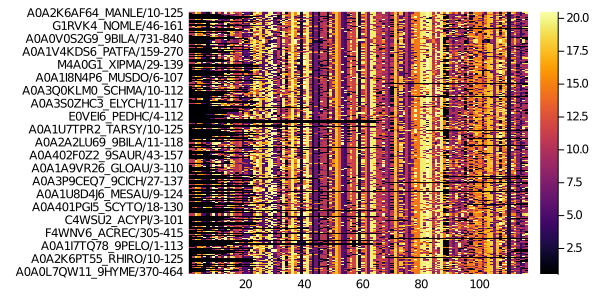 A0A2K6AF64_MANLE/10-125
G1RVK4_NOMLE/46-161
A0A0V0S2G9_9BILA/731-840
A0A1V4KDS6_PATFA/159-270
M4A0G1_XIPMA/29-139
A0A1I8N4P6_MUSDO/6-107
A0A3Q0KLM0_SCHMA/10-112
A0A3S0ZHC3_ELYCH/11-117
E0VEI6_PEDHC/4-112
A0A1U7TPR2_TARSY/10-125
A0A2A2LU69_9BILA/11-118
A0A402F0Z2_9SAUR/43-157
A0A1A9VR26_GLOAU/3-110
A0A3P9CEQ7_9CICH/27-137
A0A1U8D4J6_MESAU/9-124
A0A401PGI5_SCYTO/18-130
C4WSU2_ACYPI/3-101
F4WNV6_ACREC/305-415
A0A1I7TQ78_9PELO/1-113
A0A2K6PT55_RHIRO/10-125
A0A0L7QW11_9HYME/370-464
20 40 60 80 100
20.0
17.5
15.0
12.5
10.0
7.5
5.0
2.5